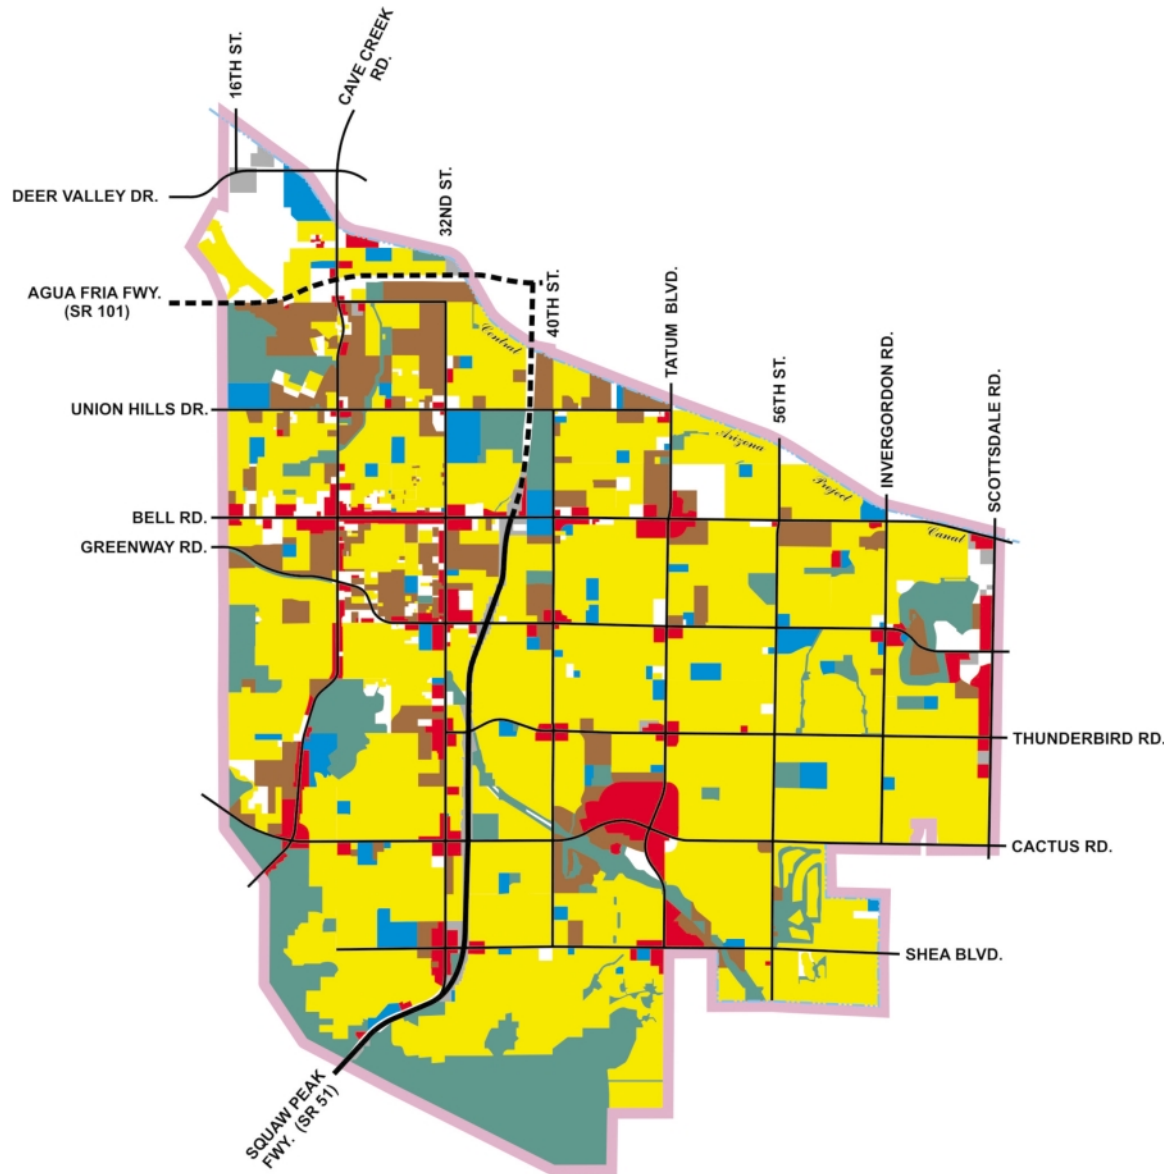 16TH ST.
CAVE CREEK
RD.
DEER VALLEY DR.
32ND ST.
AGUA FRIA FWY.
(SR 101)
40TH ST.
TATUM BLVD.
Central
56TH ST.
INVERGORDON RD.
SCOTTSDALE RD.
UNION HILLS DR.
Arizona
Project
BELL RD.
Canal
GREENWAY RD.
THUNDERBIRD RD.
CACTUS RD.
SHEA BLVD.
SQUAW PEAK
FWY. (SR 51)